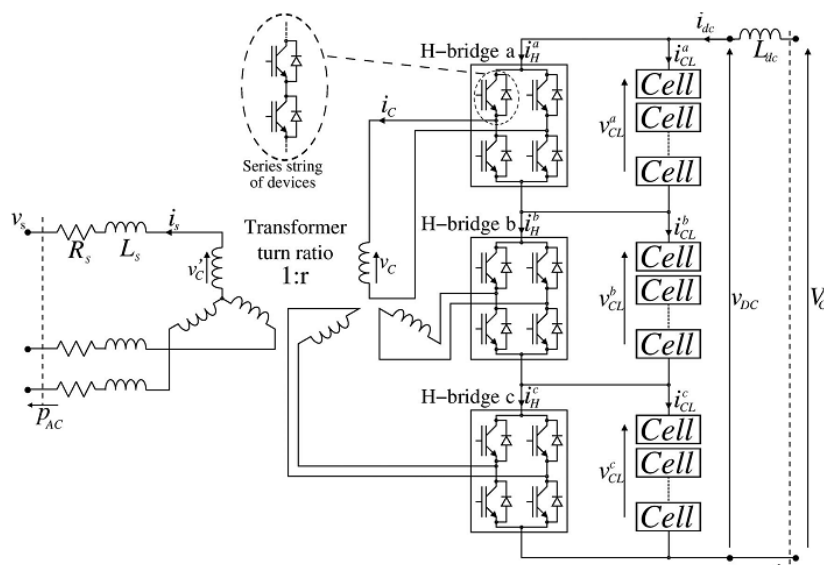 H-bridge a
i_H^a
i_dc
L_dc
i_CL^a
Cell
Cell
Cell
v_CL^a
i_C
Series string
of devices
v_s
R_s
L_s
i_s
v_C'
Transformer
turn ratio
1:r
v_C
H-bridge b
i_H^b
i_CL^b
Cell
Cell
Cell
v_CL^b
v_DC
p_AC
H-bridge c
i_H^c
i_CL^c
Cell
Cell
Cell
v_CL^c